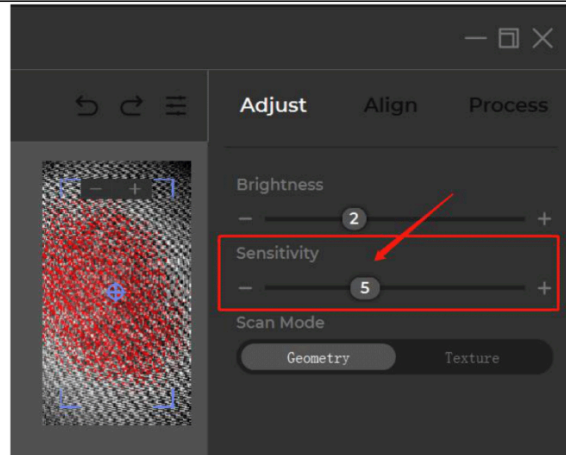 Adjust Align Process
Brightness
2
Sensitivity
5
Scan Mode
Geometry Texture